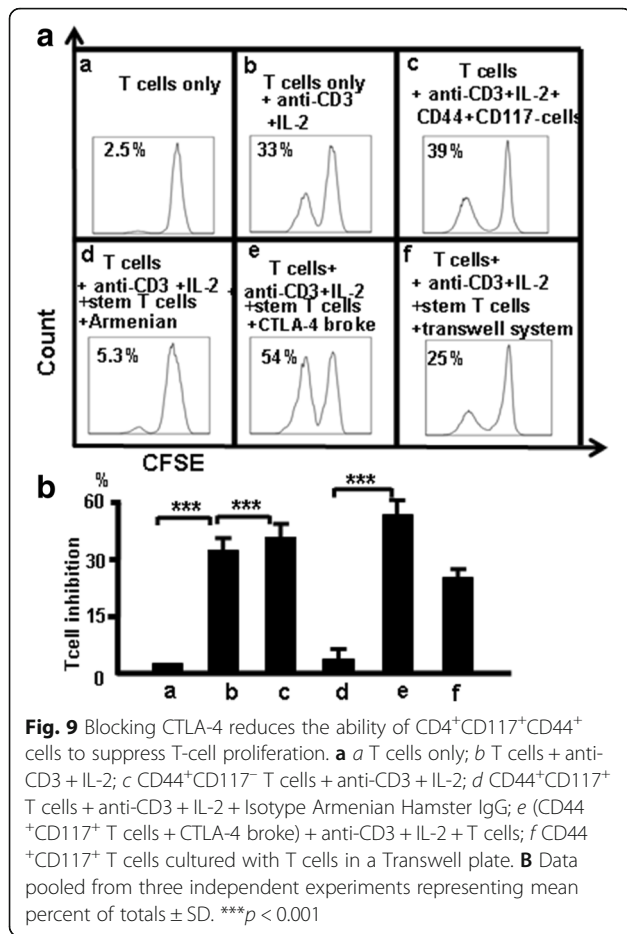 a
a
T cells only
2.5%
b
T cells only
+ anti-CD3
+IL-2
33%
c
T cells
+ anti-CD3+IL-2+
CD44+CD117-cells
39%
d
T cells
+ anti-CD3 +IL-2 +
+stem T cells
+Armenian
5.3%
e
T cells+
anti-CD3+IL-2
+stem T cells
+CTLA-4 broke
54%
f
T cells+
+ anti-CD3+IL-2
+stem T cells
+transwell system
25%
Count
CFSE
b
%
60
30
15
0
Tcell inhibition
*** *** ***
a b c d e f
Fig. 9 Blocking CTLA-4 reduces the ability of CD4⁺CD117⁺CD44⁺
cells to suppress T-cell proliferation. a a T cells only; b T cells + anti-
CD3 + IL-2; c CD44⁺CD117⁻ T cells + anti-CD3 + IL-2; d CD44⁺CD117⁺
T cells + anti-CD3 + IL-2 + Isotype Armenian Hamster IgG; e (CD44
⁺CD117⁺ T cells + CTLA-4 broke) + anti-CD3 + IL-2 + T cells; f CD44
⁺CD117⁺ T cells cultured with T cells in a Transwell plate. B Data
pooled from three independent experiments representing mean
percent of totals ± SD. ***p < 0.001